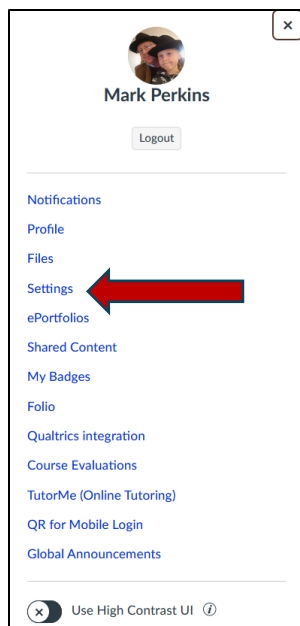 Mark Perkins
Logout
Notifications
Profile
Files
Settings
ePortfolios
Shared Content
My Badges
Folio
Qualtrics integration
Course Evaluations
TutorMe (Online Tutoring)
QR for Mobile Login
Global Announcements
Use High Contrast UI